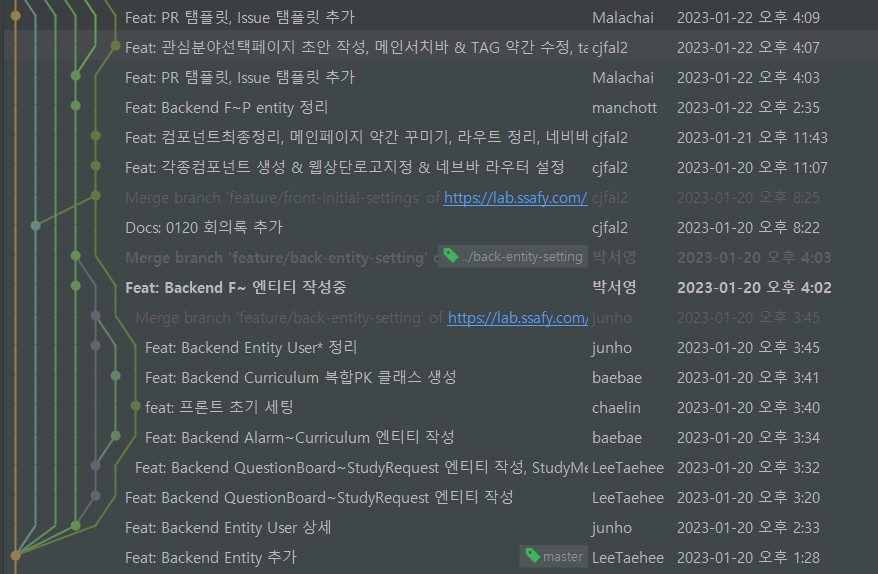 Feat: PR 템플릿, Issue 템플릿 추가 Malachai 2023-01-22 오후 4:09
Feat: 관심분야선택페이지 초안 작성, 메인서치바 & TAG 약간 수정, ta cjfal2 2023-01-22 오후 4:07
Feat: PR 템플릿, Issue 템플릿 추가 Malachai 2023-01-22 오후 4:03
Feat: Backend F~P entity 정리 manchott 2023-01-22 오후 2:35
Feat: 컴포넌트최종정리, 메인페이지 약간 꾸미기, 라우트 정리, 네비바 cjfal2 2023-01-21 오후 11:43
Feat: 각종컴포넌트 생성 & 웹상단로고지정 & 네브바 라우터 설정 cjfal2 2023-01-20 오후 11:07
Merge branch 'feature/front-initial-settings' of https://lab.ssafy.com/ cjfal2 2023-01-20 오후 8:25
Docs: 0120 회의록 추가 cjfal2 2023-01-20 오후 8:22
Merge branch 'feature/back-entity-setting' o ../back-entity-setting 박서영 2023-01-20 오후 4:03
Feat: Backend F~ 엔티티 작성중 박서영 2023-01-20 오후 4:02
Merge branch 'feature/back-entity-setting' of https://lab.ssafy.com/ junho 2023-01-20 오후 3:45
Feat: Backend Entity User* 정리 junho 2023-01-20 오후 3:45
Feat: Backend Curriculum 복합PK 클래스 생성 baebae 2023-01-20 오후 3:41
feat: 프론트 초기 세팅 chaelin 2023-01-20 오후 3:40
Feat: Backend Alarm~Curriculum 엔티티 작성 baebae 2023-01-20 오후 3:34
Feat: Backend QuestionBoard~StudyRequest 엔티티 작성, StudyMe LeeTaehee 2023-01-20 오후 3:32
Feat: Backend QuestionBoard~StudyRequest 엔티티 작성 LeeTaehee 2023-01-20 오후 3:20
Feat: Backend Entity User 상세 junho 2023-01-20 오후 2:33
Feat: Backend Entity 추가 master LeeTaehee 2023-01-20 오후 1:28